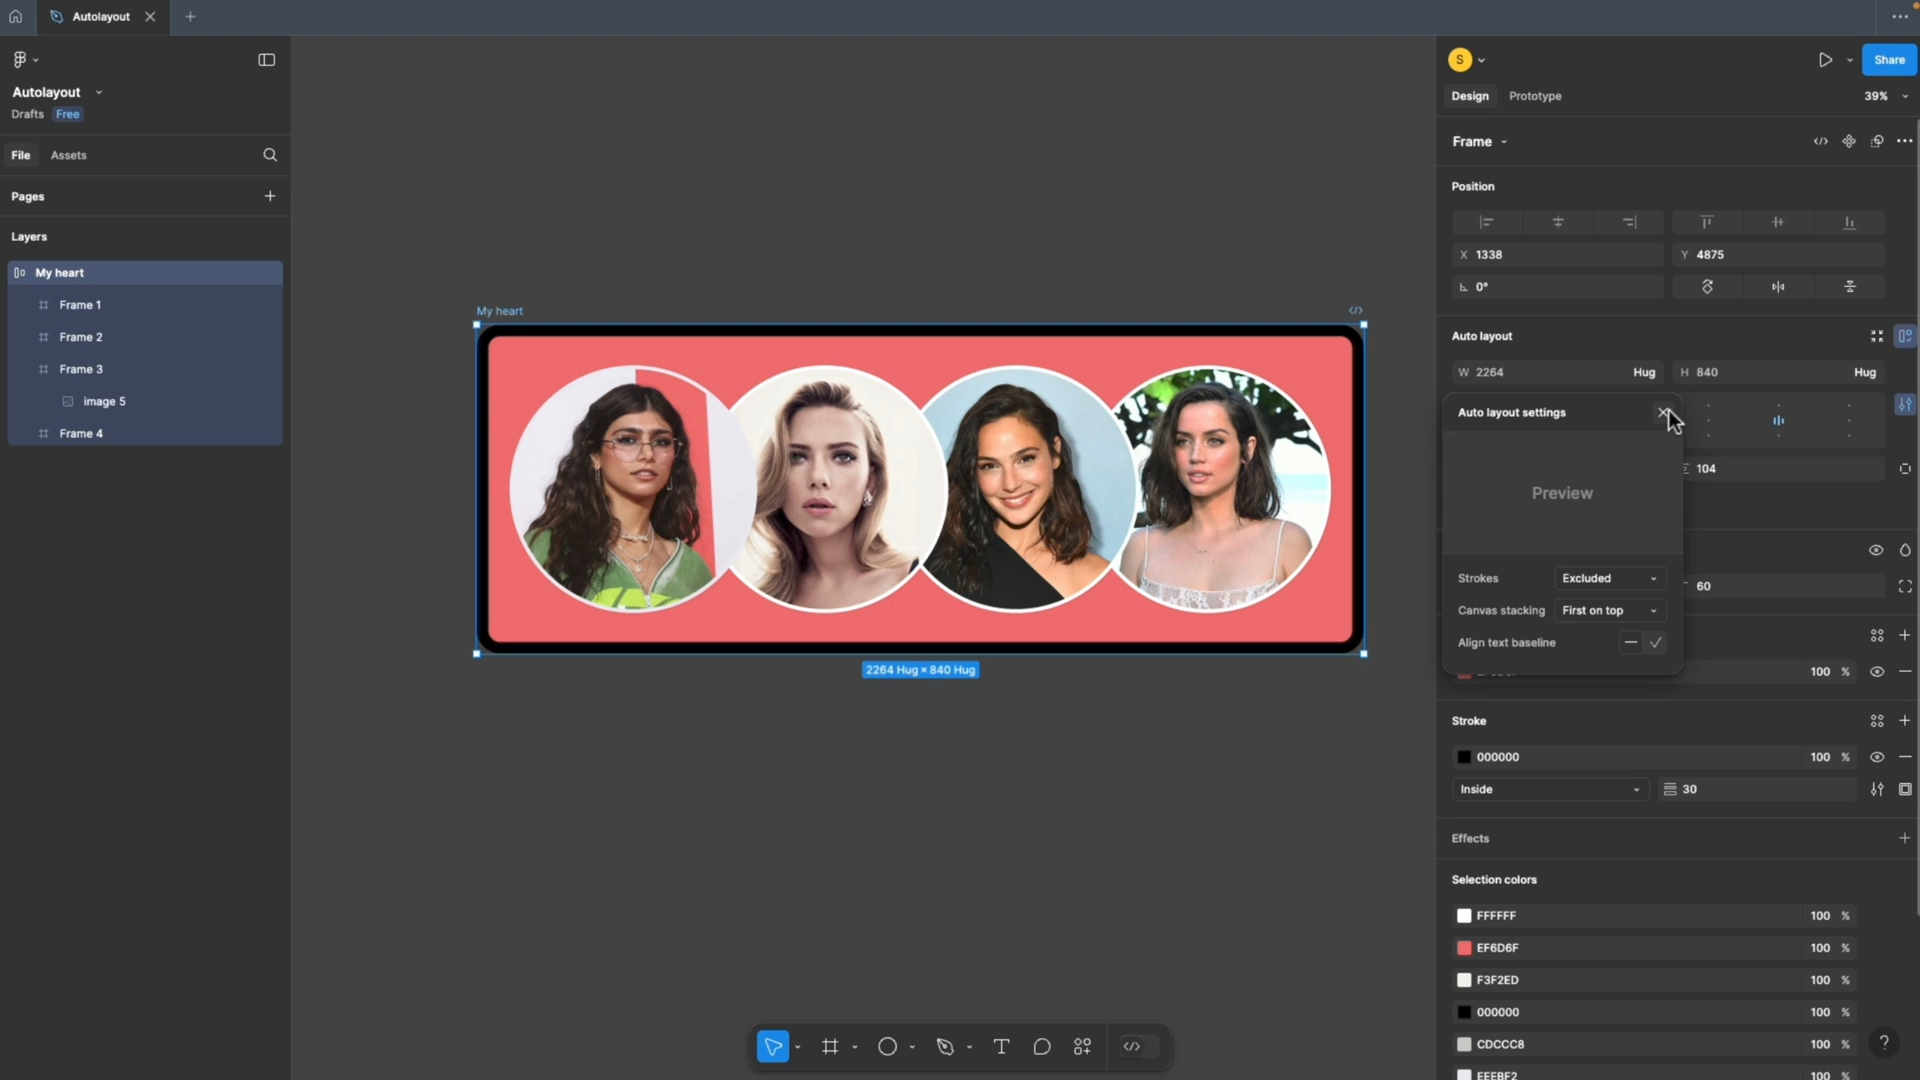 Autolayout
Autolayout
Drafts Free
File Assets
Pages
Layers
My heart
Frame 1
Frame 2
Frame 3
image 5
Frame 4
My heart
2264 Hug × 840 Hug
S
Share
Design Prototype 39%
Frame
Position
X 1338 Y 4875
0°
Auto layout
W 2264 Hug H 840 Hug
Auto layout settings
104
Preview
Strokes Excluded
60
Canvas stacking First on top
Align text baseline
100 %
Stroke
000000 100 %
Inside 30
Effects
Selection colors
FFFFFF 100 %
EF6D6F 100 %
F3F2ED 100 %
000000 100 %
CDCCC8 100 %
EEEBF2 100 %
T
?